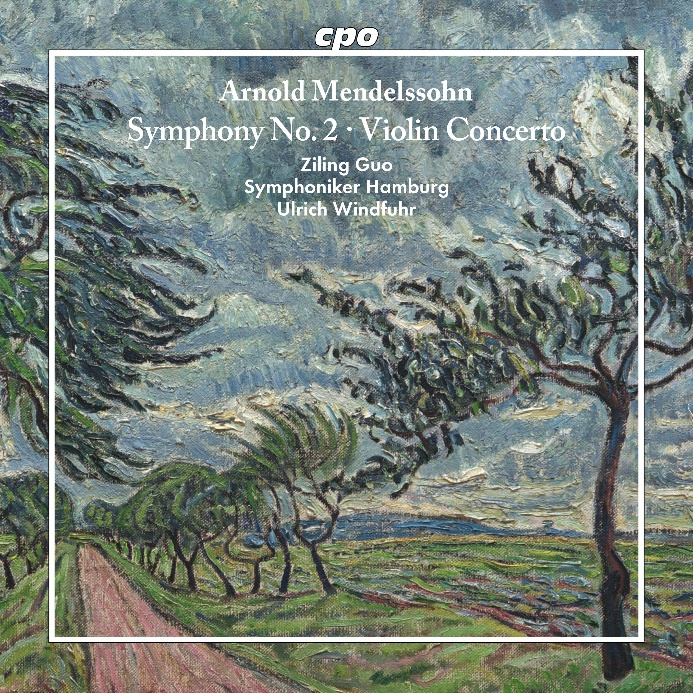 cpo
Arnold Mendelssohn
Symphony No. 2 · Violin Concerto
Ziling Guo
Symphoniker Hamburg
Ulrich Windfuhr